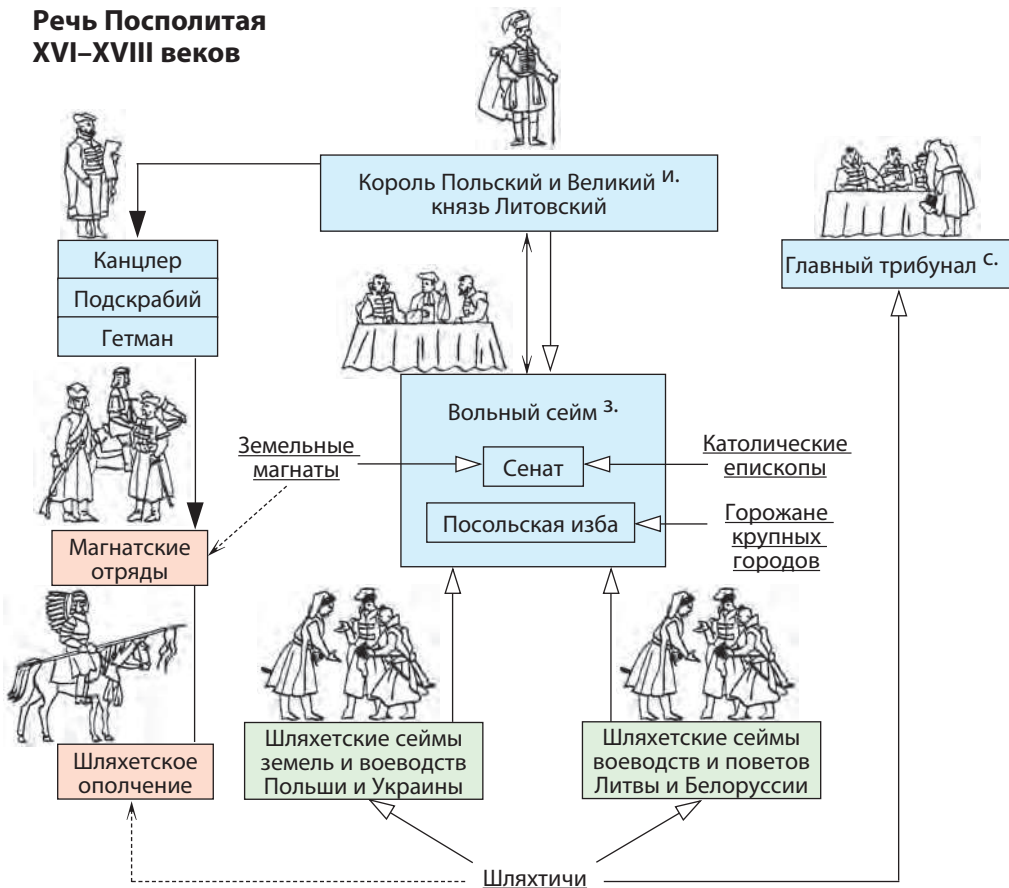 Речь Посполитая
XVI–XVIII веков
Король Польский и Великий и.
князь Литовский
Канцлер
Подскрабий
Гетман
Главный трибунал с.
Вольный сейм з.
Земельные
магнаты
Сенат
Католические
епископы
Посольская изба
Горожане
крупных
городов
Магнатские
отряды
Шляхетское
ополчение
Шляхетские сеймы
земель и воеводств
Польши и Украины
Шляхетские сеймы
воеводств и поветов
Литвы и Белоруссии
Шляхтичи